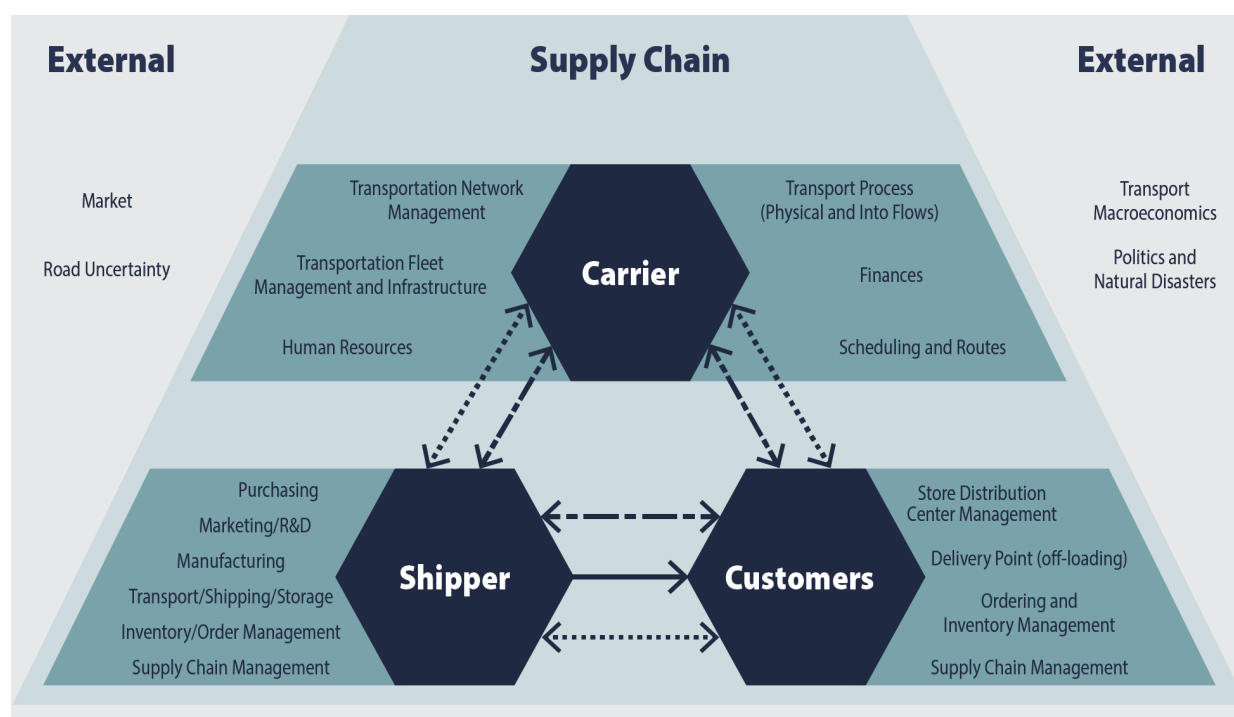 External
Supply Chain
External
Market
Road Uncertainty
Transportation Network
Management
Transportation Fleet
Management and Infrastructure
Human Resources
Carrier
Transport Process
(Physical and Into Flows)
Finances
Scheduling and Routes
Transport
Macroeconomics
Politics and
Natural Disasters
Purchasing
Marketing/R&D
Manufacturing
Transport/Shipping/Storage
Inventory/Order Management
Supply Chain Management
Shipper
Customers
Store Distribution
Center Management
Delivery Point (off-loading)
Ordering and
Inventory Management
Supply Chain Management